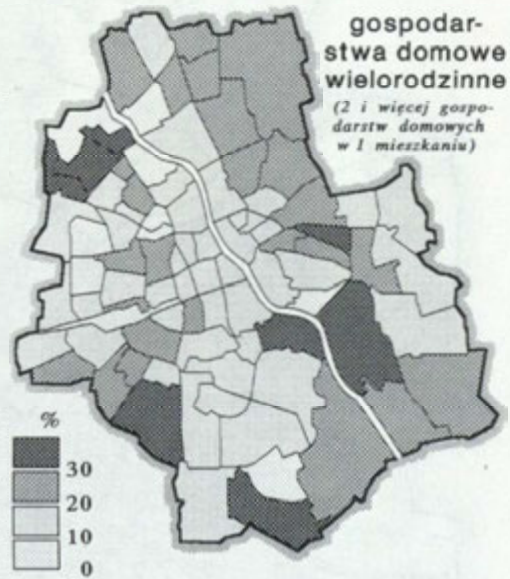 gospodar-
stwa domowe
wielorodzinne
(2 i więcej gospo-
darstw domowych
w 1 mieszkaniu)
%
30
20
10
0